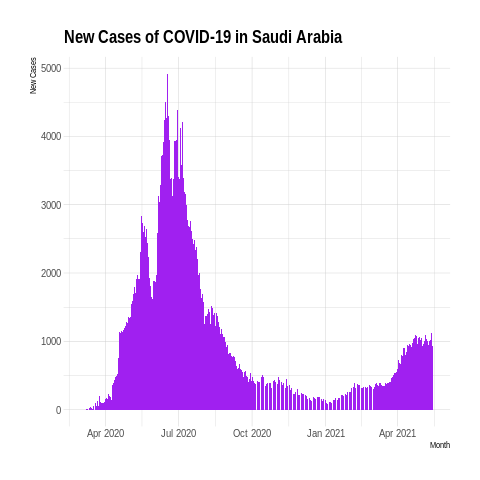 New Cases of COVID-19 in Saudi Arabia
New Cases
5000
4000
3000
2000
1000
0
Apr 2020 Jul 2020 Oct 2020 Jan 2021 Apr 2021
Month